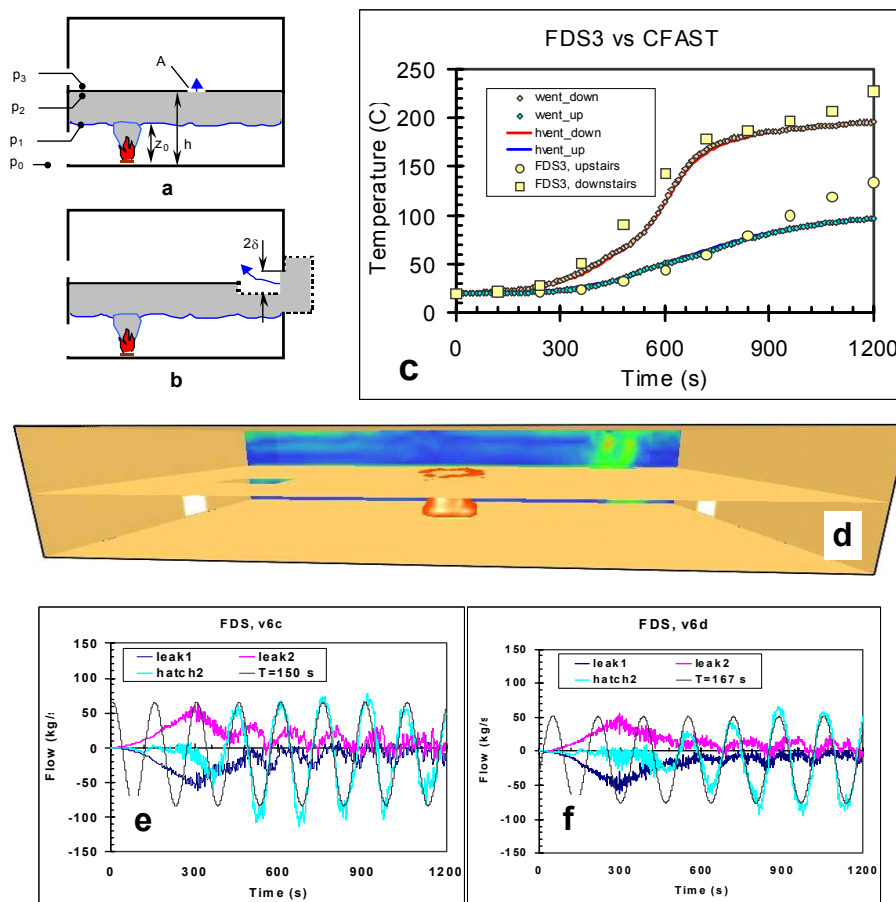 A
p3
p2
p1
p0
z0
h
a
2δ
b
FDS3 vs CFAST
Temperature (C)
250
200
150
100
50
0
vvent_down
vvent_up
hvent_down
hvent_up
FDS3, upstairs
FDS3, downstairs
0 300 600 900 1200
Time (s)
c
d
FDS, v6c
Flow (kg/s
150
100
50
0
-50
-100
-150
leak1 leak2
hatch2 T=150 s
0 300 600 900 1200
Time (s)
e
FDS, v6d
Flow (kg/s
150
100
50
0
-50
-100
-150
leak1 leak2
hatch2 T=167 s
0 300 600 900 1200
Time (s)
f